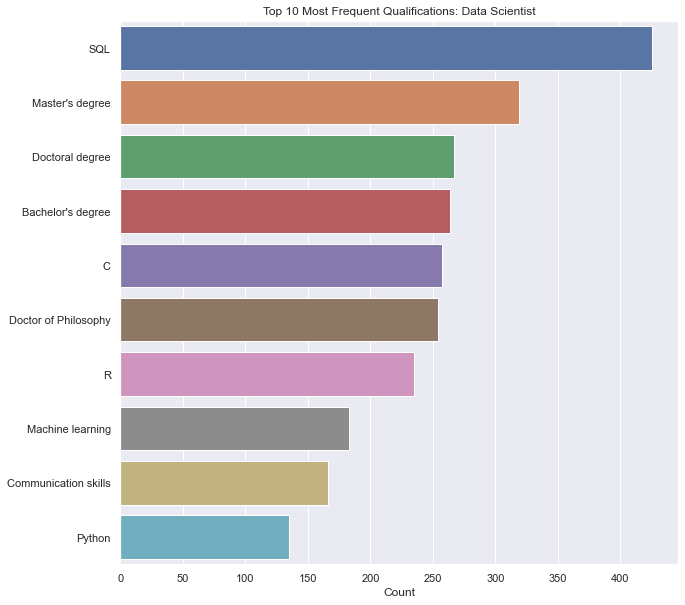 Top 10 Most Frequent Qualifications: Data Scientist
SQL
Master's degree
Doctoral degree
Bachelor's degree
C
Doctor of Philosophy
R
Machine learning
Communication skills
Python
0 50 100 150 200 250 300 350 400
Count